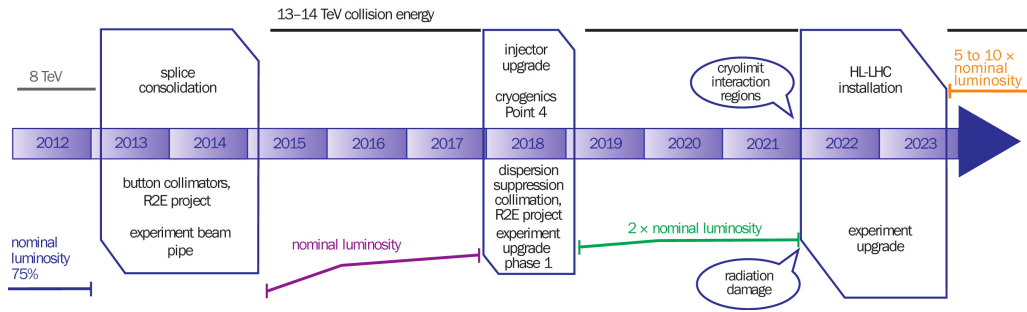 13–14 TeV collision energy
8 TeV
splice
consolidation
injector
upgrade
cryogenics
Point 4
cryolimit
interaction
regions
HL-LHC
installation
5 to 10 ×
nominal
luminosity
2012
2013
2014
2015
2016
2017
2018
2019
2020
2021
2022
2023
nominal
luminosity
75%
button collimators,
R2E project
experiment beam
pipe
nominal luminosity
dispersion
suppression
collimation,
R2E project
experiment
upgrade
phase 1
2 × nominal luminosity
radiation
damage
experiment
upgrade